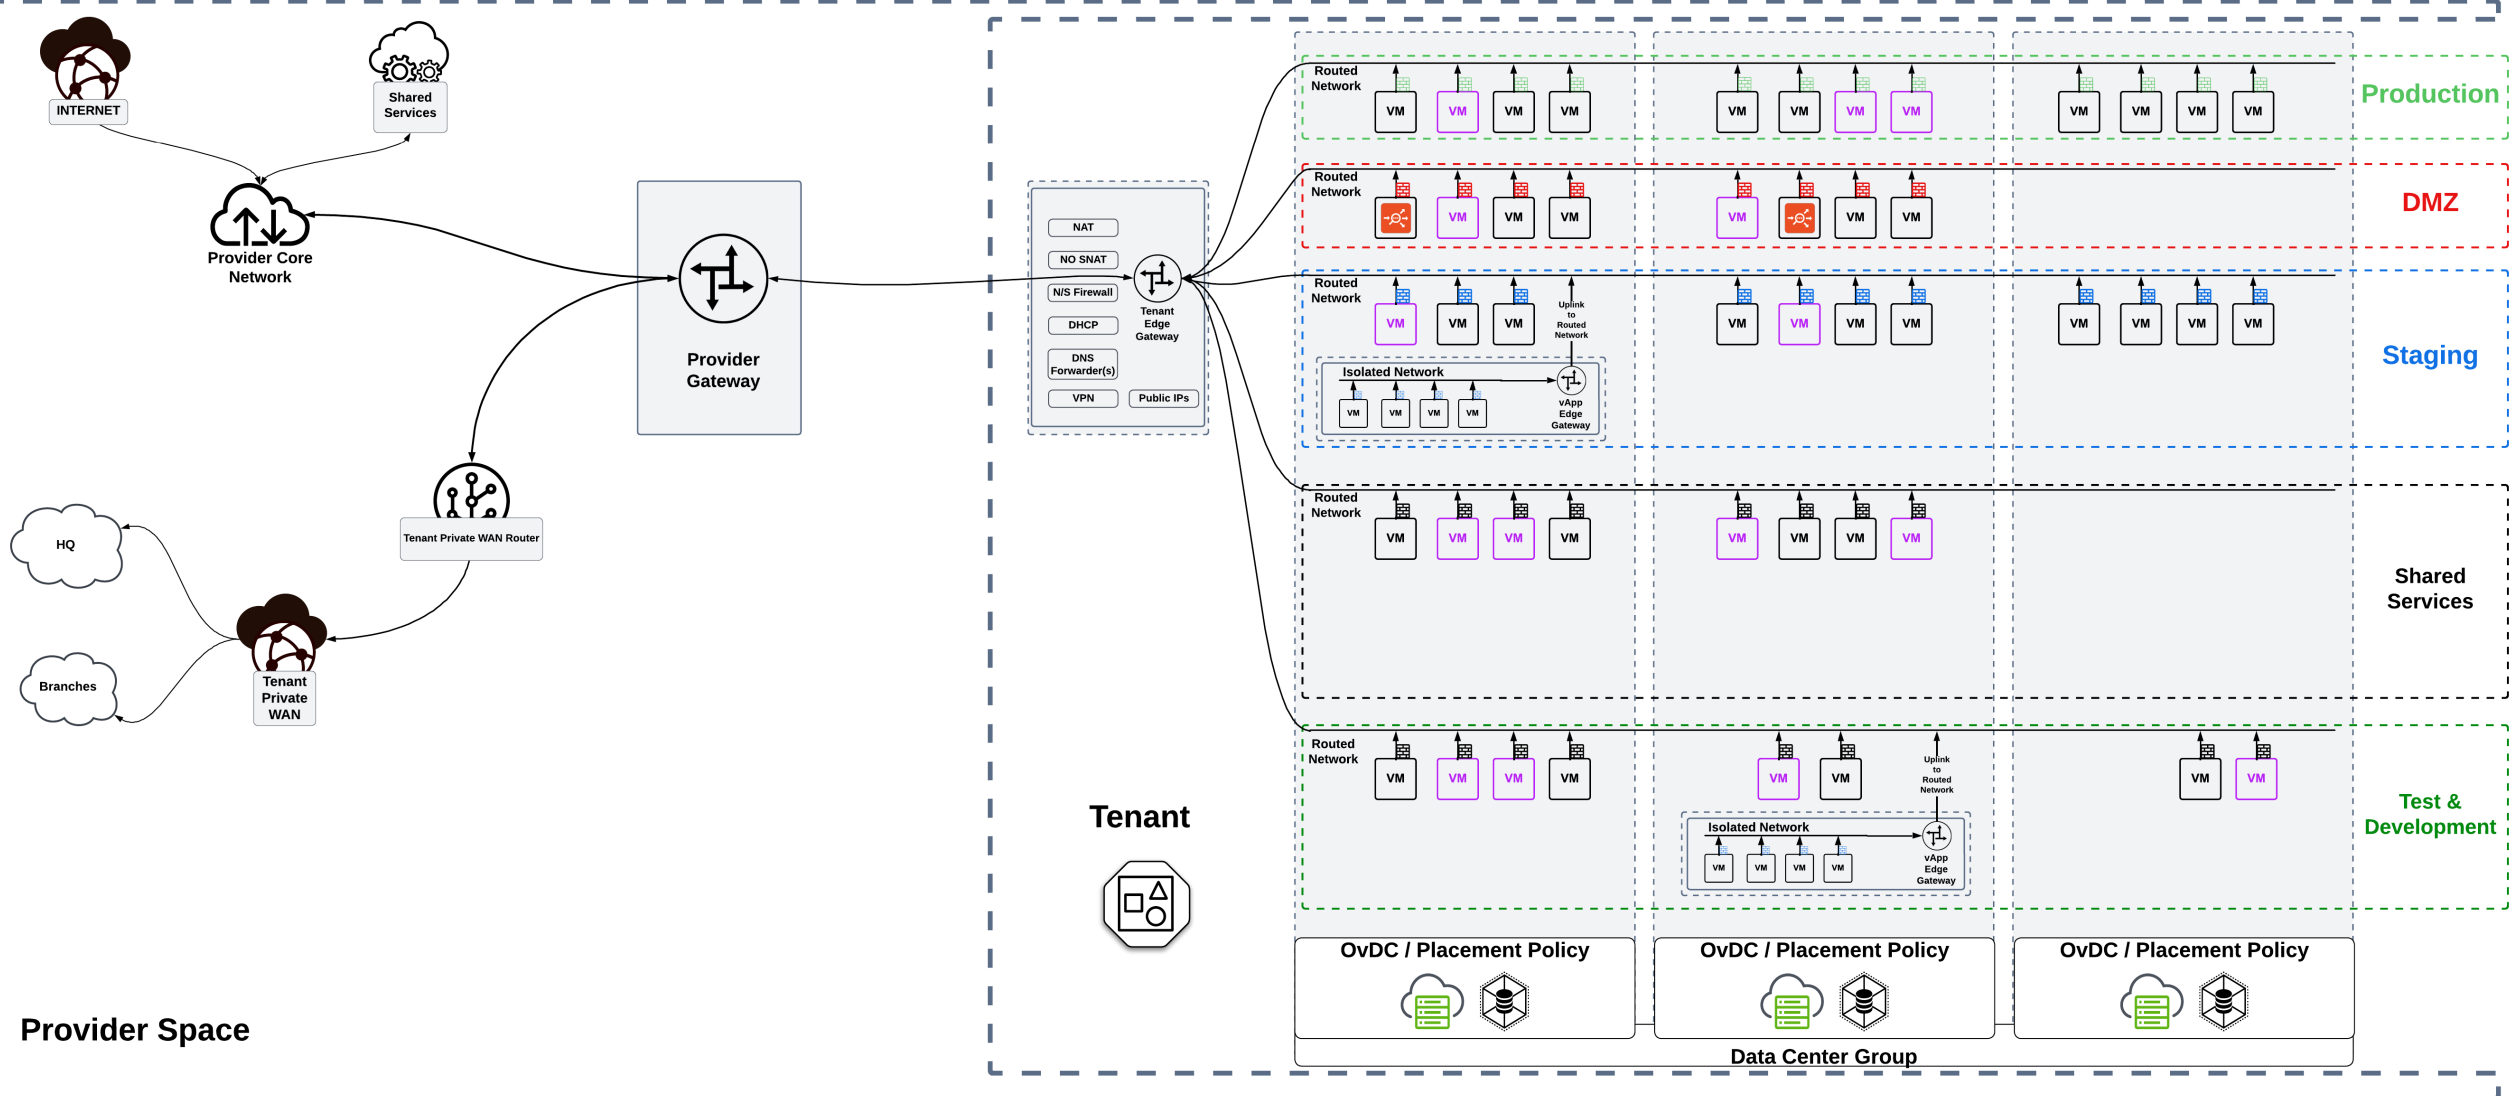 INTERNET
Shared
Services
Provider Core
Network
Provider
Gateway
Tenant Private WAN Router
HQ
Branches
Tenant
Private
WAN
Provider Space
NAT
NO SNAT
N/S Firewall
DHCP
DNS
Forwarder(s)
VPN
Public IPs
Tenant
Edge
Gateway
Tenant
Routed
Network
VM VM VM VM VM VM VM VM VM VM VM VM
Production
Routed
Network
VM VM VM VM VM VM
DMZ
Routed
Network
VM VM VM VM VM VM VM VM VM VM VM
Uplink
to
Routed
Network
Isolated Network
VM VM VM VM
vApp
Edge
Gateway
Staging
Routed
Network
VM VM VM VM VM VM VM VM
Shared
Services
Routed
Network
VM VM VM VM VM VM VM VM
Uplink
to
Routed
Network
Isolated Network
VM VM VM VM
vApp
Edge
Gateway
Test &
Development
OvDC / Placement Policy
OvDC / Placement Policy
OvDC / Placement Policy
Data Center Group